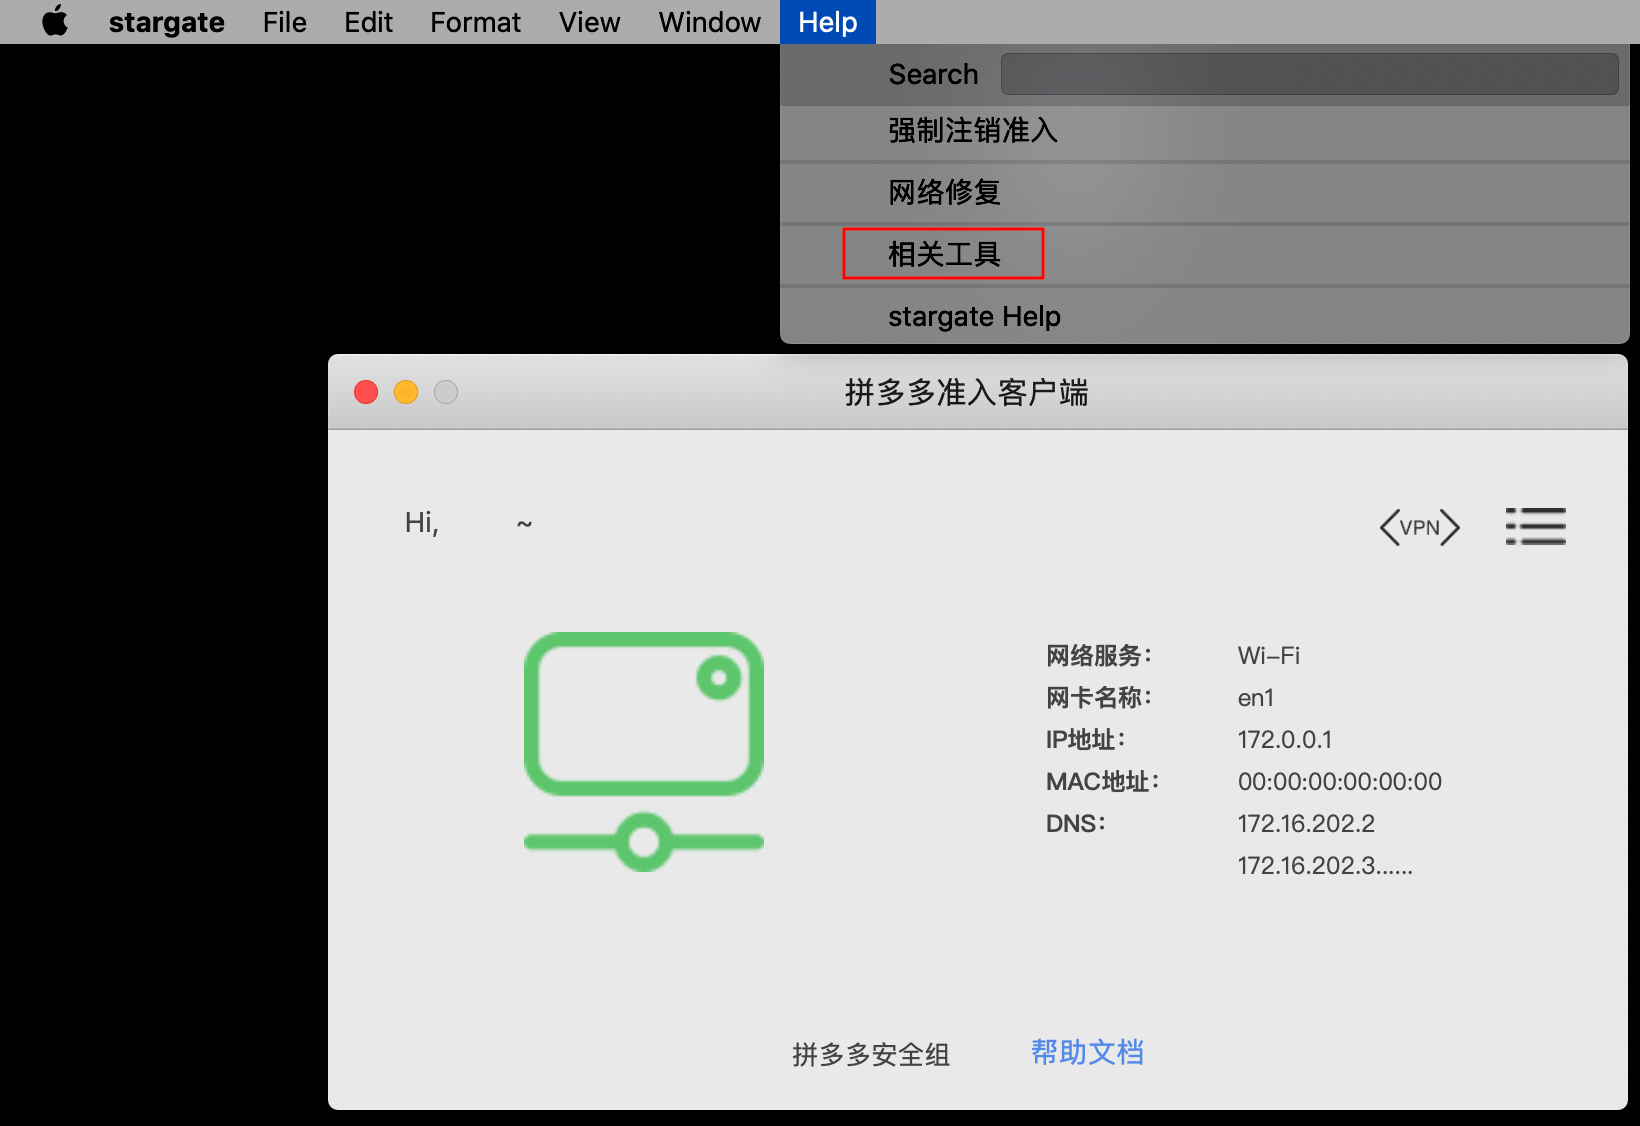 stargate File Edit Format View Window Help
Search
强制注销准入
网络修复
相关工具
stargate Help
拼多多准入客户端
Hi, ~
<VPN>
网络服务： Wi-Fi
网卡名称： en1
IP地址： 172.0.0.1
MAC地址： 00:00:00:00:00:00
DNS： 172.16.202.2
172.16.202.3......
拼多多安全组 帮助文档